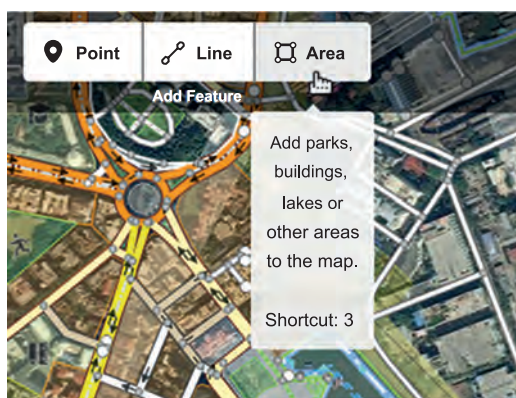 Point Line Area
Add Feature
Add parks,
buildings,
lakes or
other areas
to the map.
Shortcut: 3